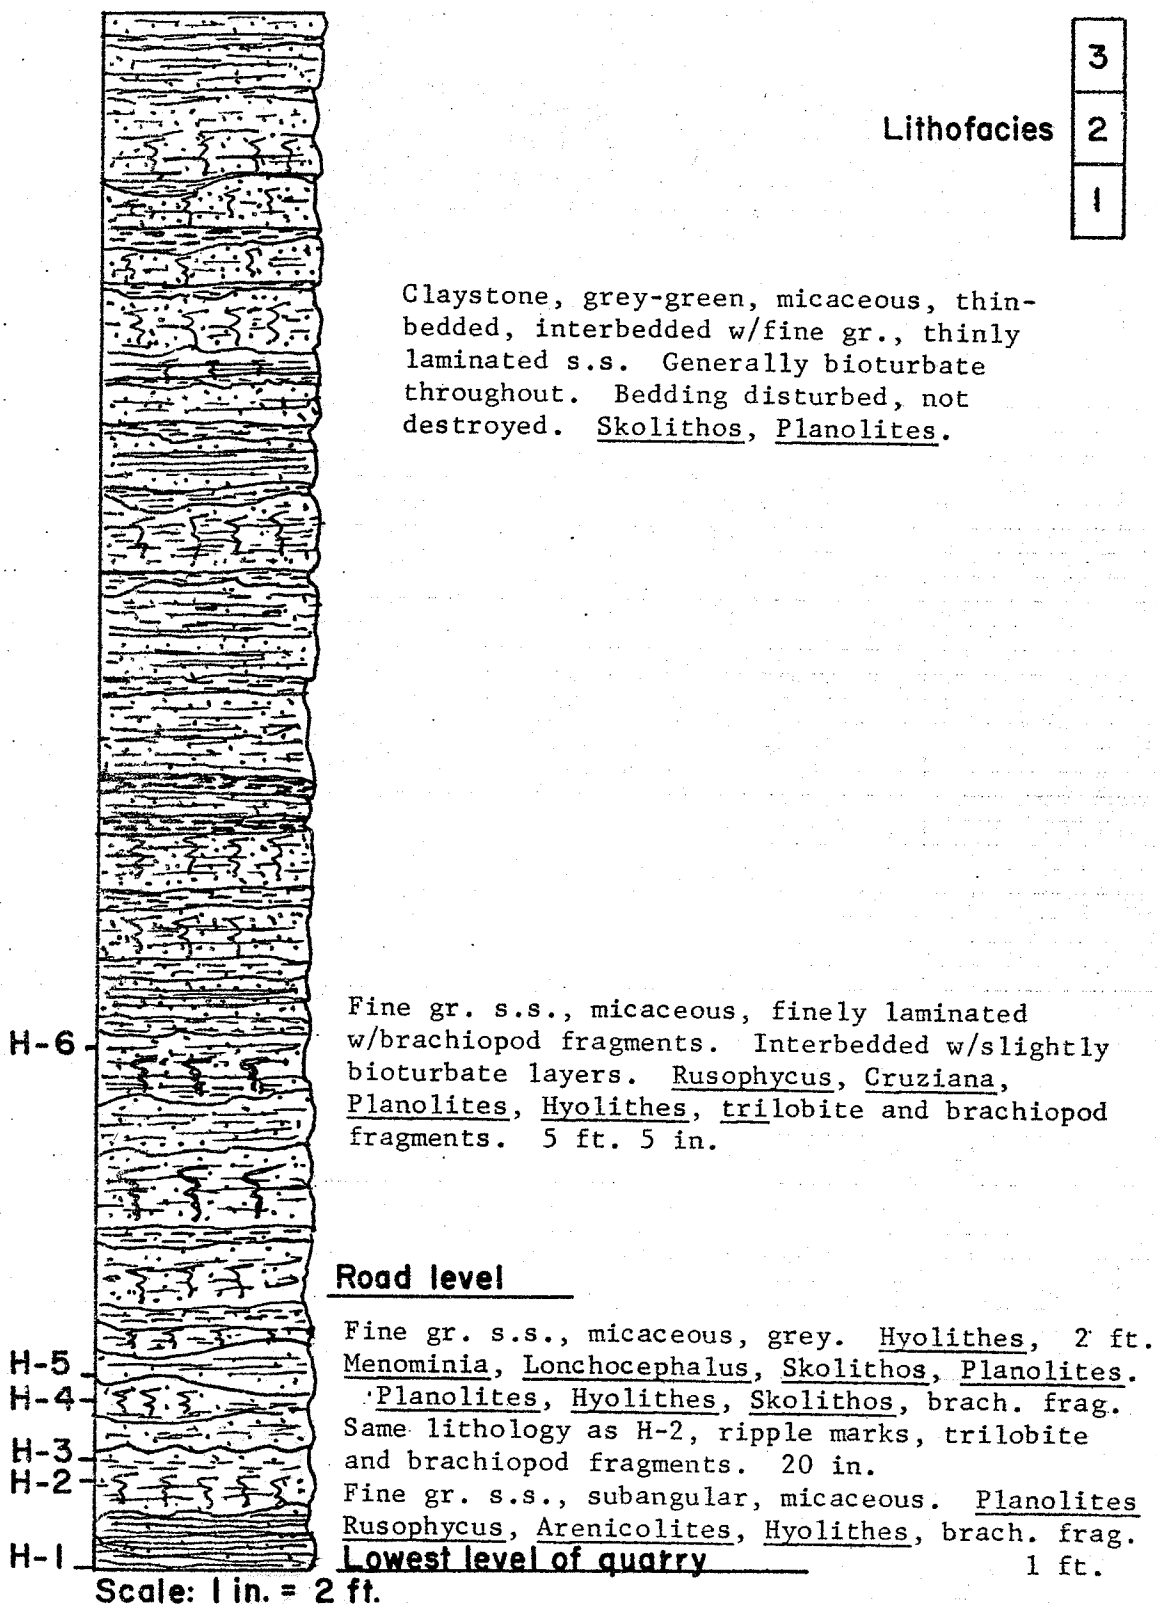 3
Lithofacies 2
1
Claystone, grey-green, micaceous, thin-
bedded, interbedded w/fine gr., thinly
laminated s.s. Generally bioturbate
throughout. Bedding disturbed, not
destroyed. Skolithos, Planolites.
H-6
Fine gr. s.s., micaceous, finely laminated
w/brachiopod fragments. Interbedded w/slightly
bioturbate layers. Rusophycus, Cruziana,
Planolites, Hyolithes, trilobite and brachiopod
fragments. 5 ft. 5 in.
Road level
Fine gr. s.s., micaceous, grey. Hyolithes, 2 ft.
H-5 Menominia, Lonchocephalus, Skolithos, Planolites.
H-4 Planolites, Hyolithes, Skolithos, brach. frag.
Same lithology as H-2, ripple marks, trilobite
H-3 and brachiopod fragments. 20 in.
H-2 Fine gr. s.s., subangular, micaceous. Planolites
Rusophycus, Arenicolites, Hyolithes, brach. frag.
H-1 Lowest level of quarry 1 ft.
Scale: 1 in. = 2 ft.